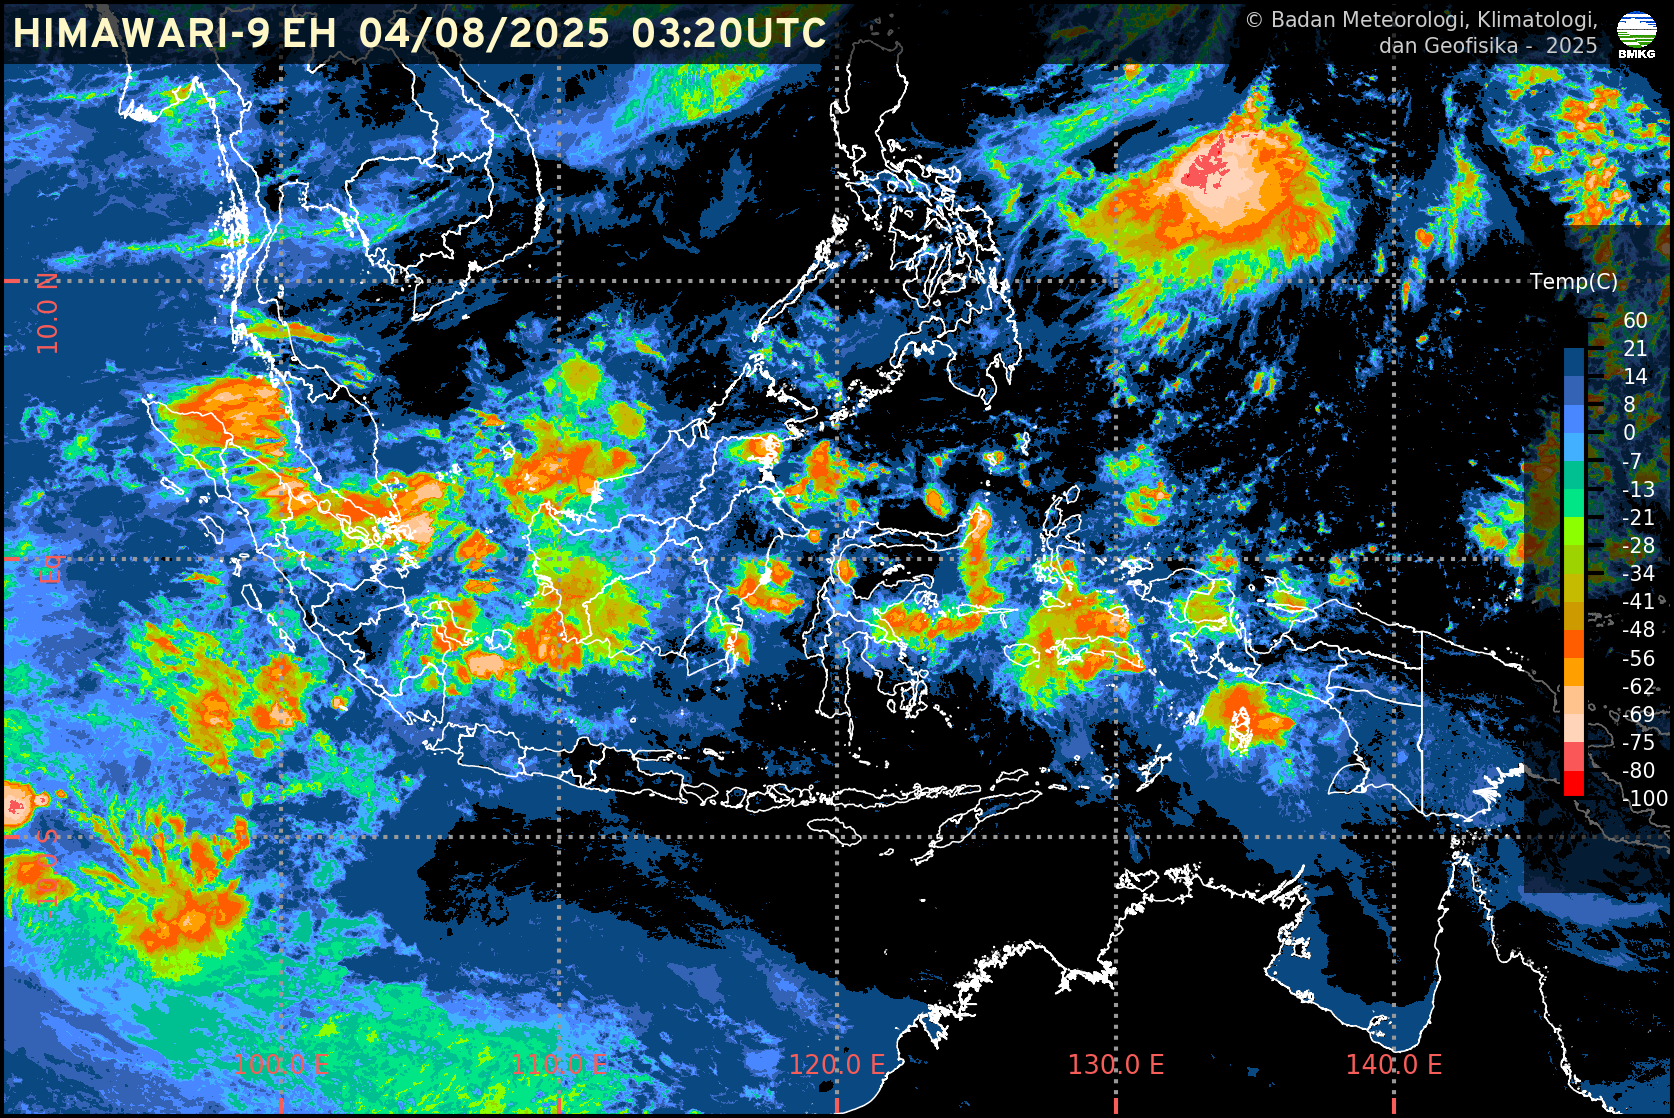 HIMAWARI-9 EH 04/08/2025 03:20UTC
© Badan Meteorologi, Klimatologi,
dan Geofisika - 2025
BMKG
Temp(C)
60
21
14
8
0
-7
-13
-21
-28
-34
-41
-48
-56
-62
-69
-75
-80
-100
10.0 N
Eq
-10.0 S
100.0 E
110.0 E
120.0 E
130.0 E
140.0 E